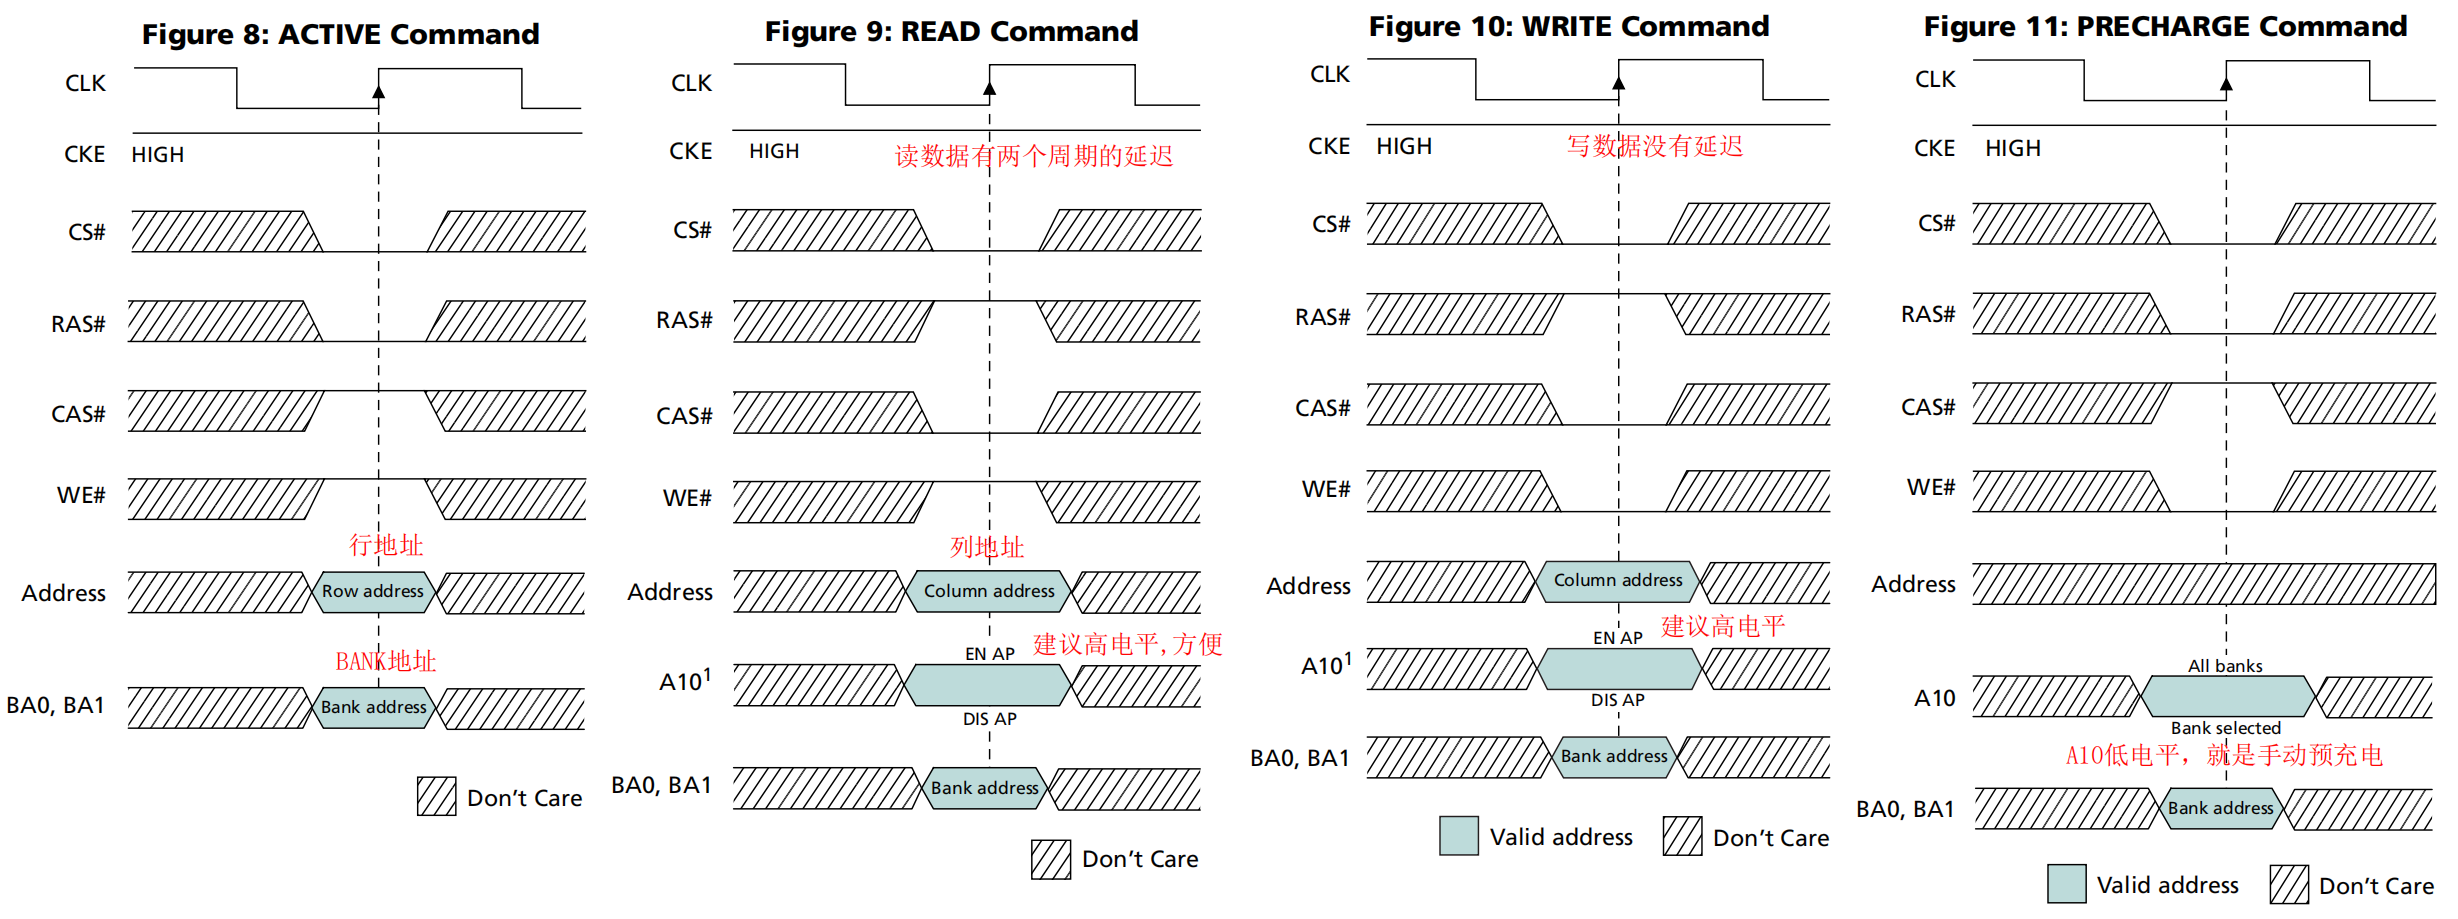 Figure 8: ACTIVE Command
CLK
CKE HIGH
CS#
RAS#
CAS#
WE#
行地址
Address Row address
BANK地址
BA0, BA1 Bank address
Don't Care
Figure 9: READ Command
CLK
CKE HIGH 读数据有两个周期的延迟
CS#
RAS#
CAS#
WE#
列地址
Address Column address
EN AP 建议高电平,方便
A10¹
DIS AP
BA0, BA1 Bank address
Don't Care
Figure 10: WRITE Command
CLK
CKE HIGH 写数据没有延迟
CS#
RAS#
CAS#
WE#
Address Column address
EN AP 建议高电平
A10¹
DIS AP
BA0, BA1 Bank address
Valid address Don't Care
Figure 11: PRECHARGE Command
CLK
CKE HIGH
CS#
RAS#
CAS#
WE#
Address
All banks
A10
Bank selected
A10低电平，就是手动预充电
BA0, BA1 Bank address
Valid address Don't Care